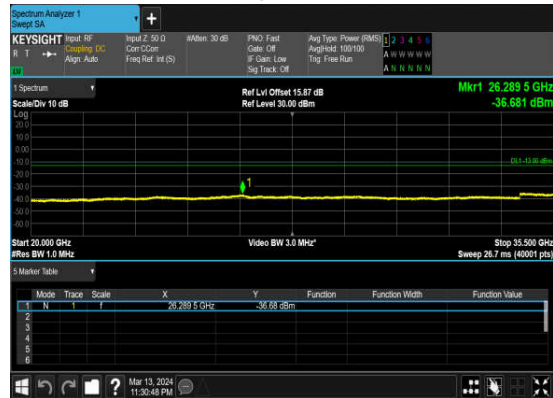 Spectrum Analyzer 1
Swept SA
+
KEYSIGHT
R T
LV
Input: RF
Coupling: DC
Align: Auto
Input Z: 50 Ω
Corr CCorr
Freq Ref: Int (S)
#Atten: 30 dB
PNO: Fast
Gate: Off
IF Gain: Low
Sig Track: Off
Avg Type: Power (RMS)
Avg|Hold: 100/100
Trig: Free Run
1 2 3 4 5 6
A W W W W W
A N N N N N
1 Spectrum
Scale/Div 10 dB
Ref Lvl Offset 15.87 dB
Ref Level 30.00 dBm
Mkr1 26.289 5 GHz
-36.681 dBm
Log
20.0
10.0
0.00
-10.0
DL1 -13.00 dBm
-20.0
-30.0
1
-40.0
-50.0
-60.0
Start 20.000 GHz
#Res BW 1.0 MHz
Video BW 3.0 MHz*
Stop 35.500 GHz
Sweep 26.7 ms (40001 pts)
5 Marker Table
Mode Trace Scale X Y Function Function Width Function Value
1 N 1 f 26.289 5 GHz -36.68 dBm
2
3
4
5
6
?
Mar 13, 2024
11:30:48 PM